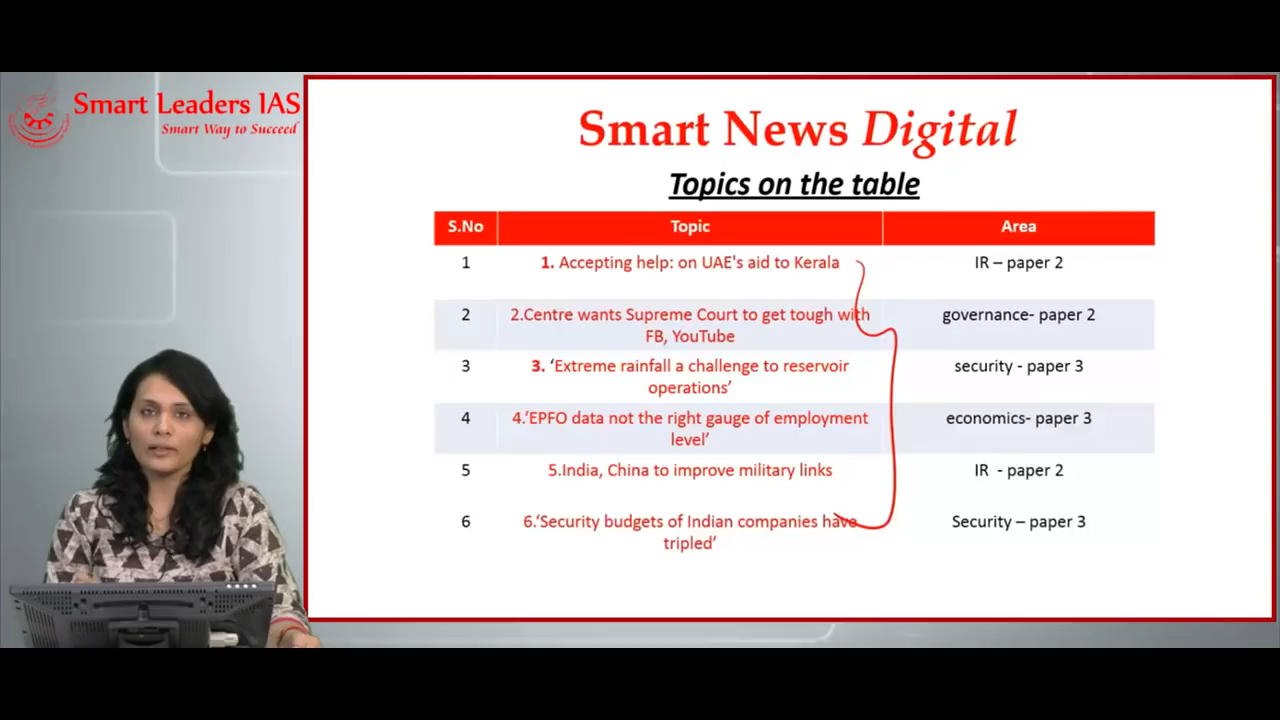 Smart Leaders IAS
Smart Way to Succeed
Smart News Digital
Topics on the table
S.No Topic Area
1 1. Accepting help: on UAE's aid to Kerala IR – paper 2
2 2.Centre wants Supreme Court to get tough with governance- paper 2
FB, YouTube
3 3. ‘Extreme rainfall a challenge to reservoir security - paper 3
operations’
4 4.‘EPFO data not the right gauge of employment economics- paper 3
level’
5 5.India, China to improve military links IR - paper 2
6 6.‘Security budgets of Indian companies have Security – paper 3
tripled’